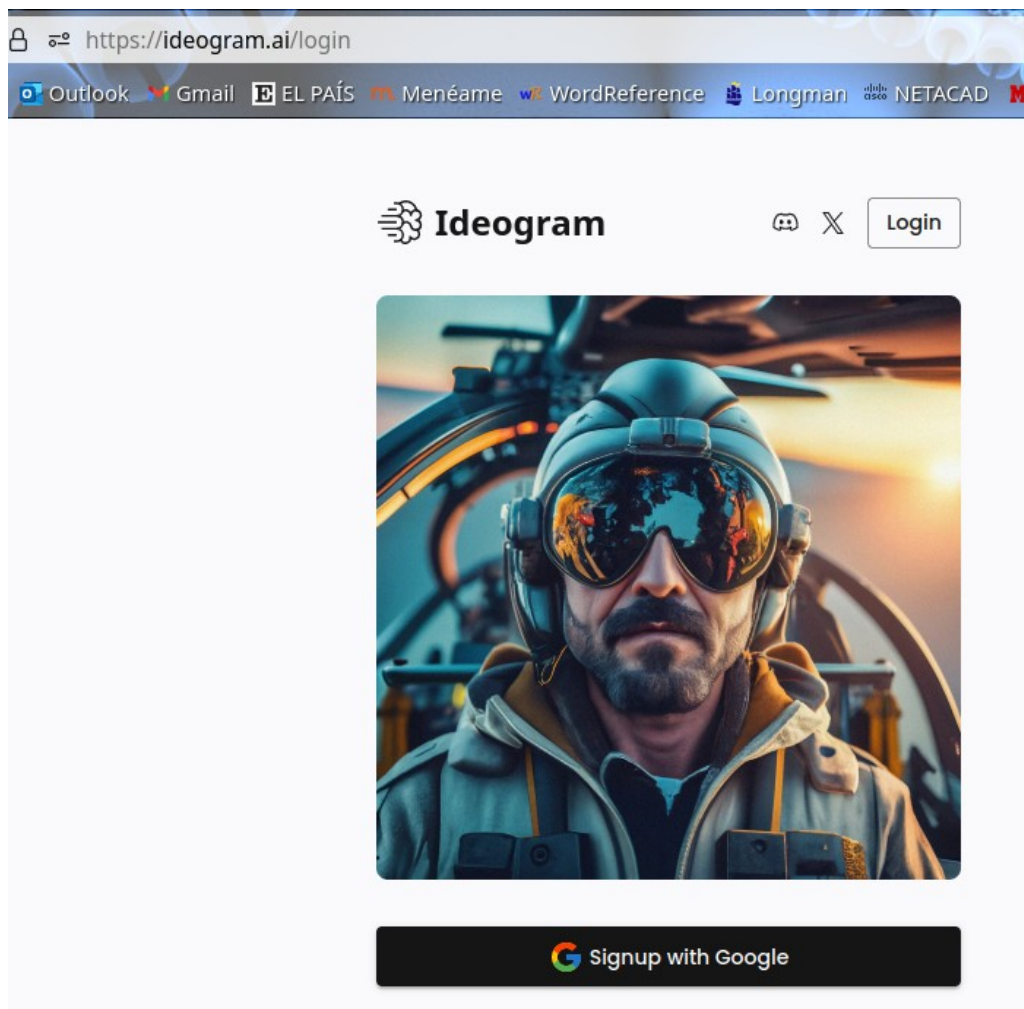 https://ideogram.ai/login
Outlook Gmail EL PAÍS Menéame WordReference Longman NETACAD
Ideogram Login
Signup with Google